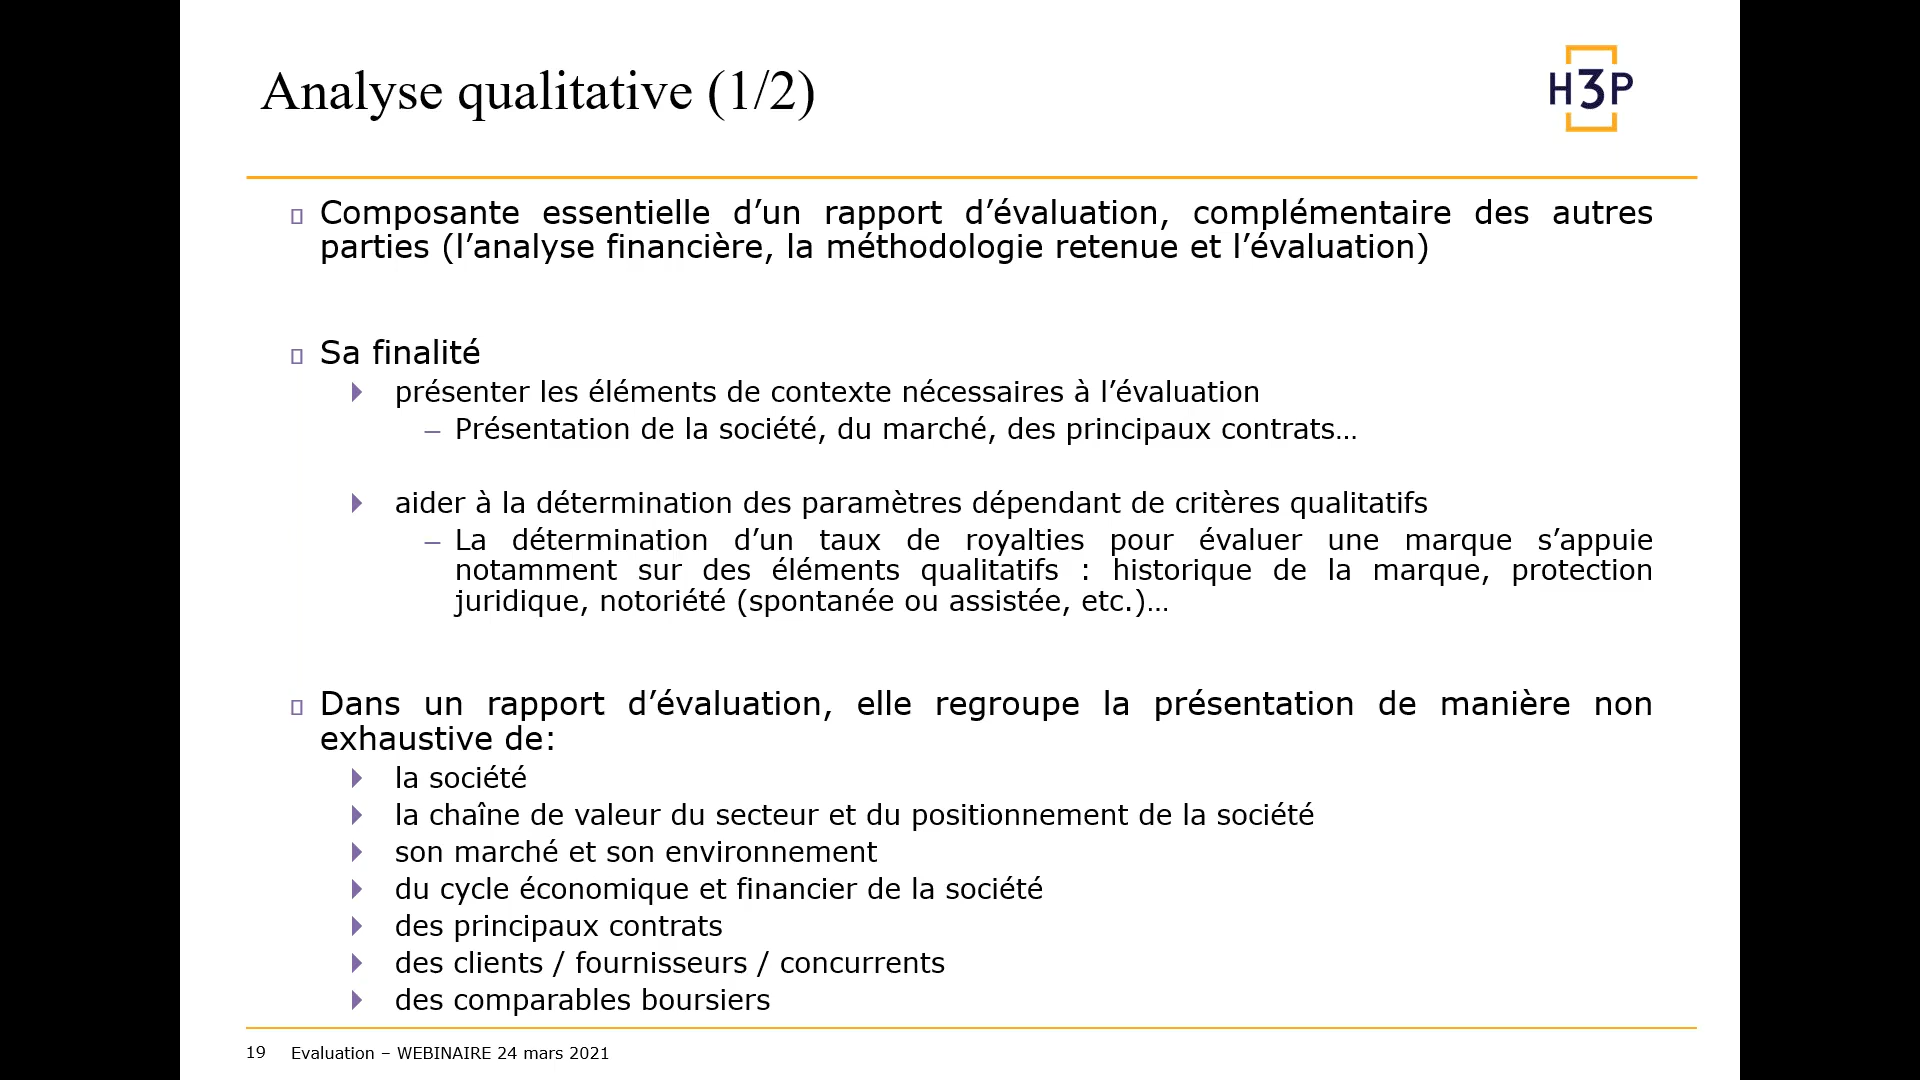 Analyse qualitative (1/2)
H3P
Composante essentielle d’un rapport d’évaluation, complémentaire des autres
parties (l’analyse financière, la méthodologie retenue et l’évaluation)
Sa finalité
présenter les éléments de contexte nécessaires à l’évaluation
– Présentation de la société, du marché, des principaux contrats…
aider à la détermination des paramètres dépendant de critères qualitatifs
– La détermination d’un taux de royalties pour évaluer une marque s’appuie
notamment sur des éléments qualitatifs : historique de la marque, protection
juridique, notoriété (spontanée ou assistée, etc.)…
Dans un rapport d’évaluation, elle regroupe la présentation de manière non
exhaustive de:
la société
la chaîne de valeur du secteur et du positionnement de la société
son marché et son environnement
du cycle économique et financier de la société
des principaux contrats
des clients / fournisseurs / concurrents
des comparables boursiers
19 Evaluation – WEBINAIRE 24 mars 2021